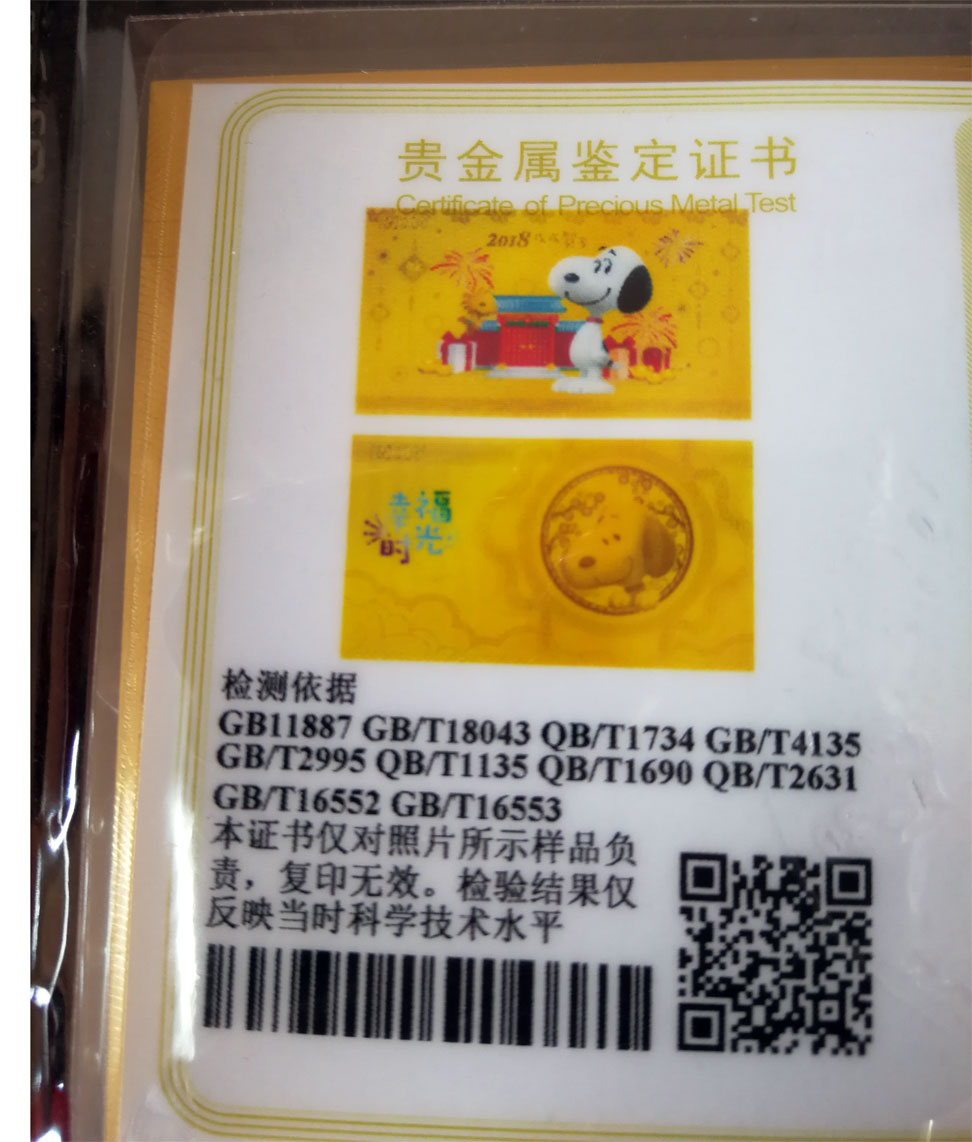 贵金属鉴定证书
Certificate of Precious Metal Test
2018
幸福
时光
检测依据
GB11887 GB/T18043 QB/T1734 GB/T4135
GB/T2995 QB/T1135 QB/T1690 QB/T2631
GB/T16552 GB/T16553
本证书仅对照片所示样品负
责，复印无效。检验结果仅
反映当时科学技术水平